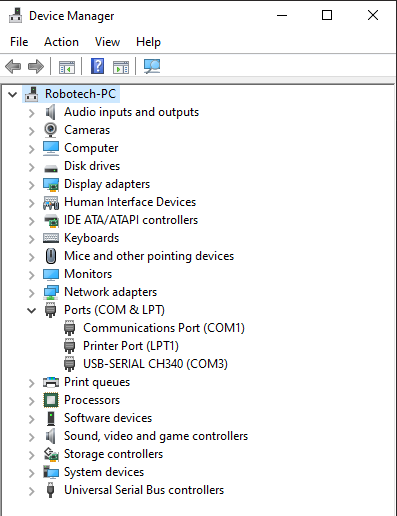 Device Manager
File Action View Help
Robotech-PC
Audio inputs and outputs
Cameras
Computer
Disk drives
Display adapters
Human Interface Devices
IDE ATA/ATAPI controllers
Keyboards
Mice and other pointing devices
Monitors
Network adapters
Ports (COM & LPT)
Communications Port (COM1)
Printer Port (LPT1)
USB-SERIAL CH340 (COM3)
Print queues
Processors
Software devices
Sound, video and game controllers
Storage controllers
System devices
Universal Serial Bus controllers